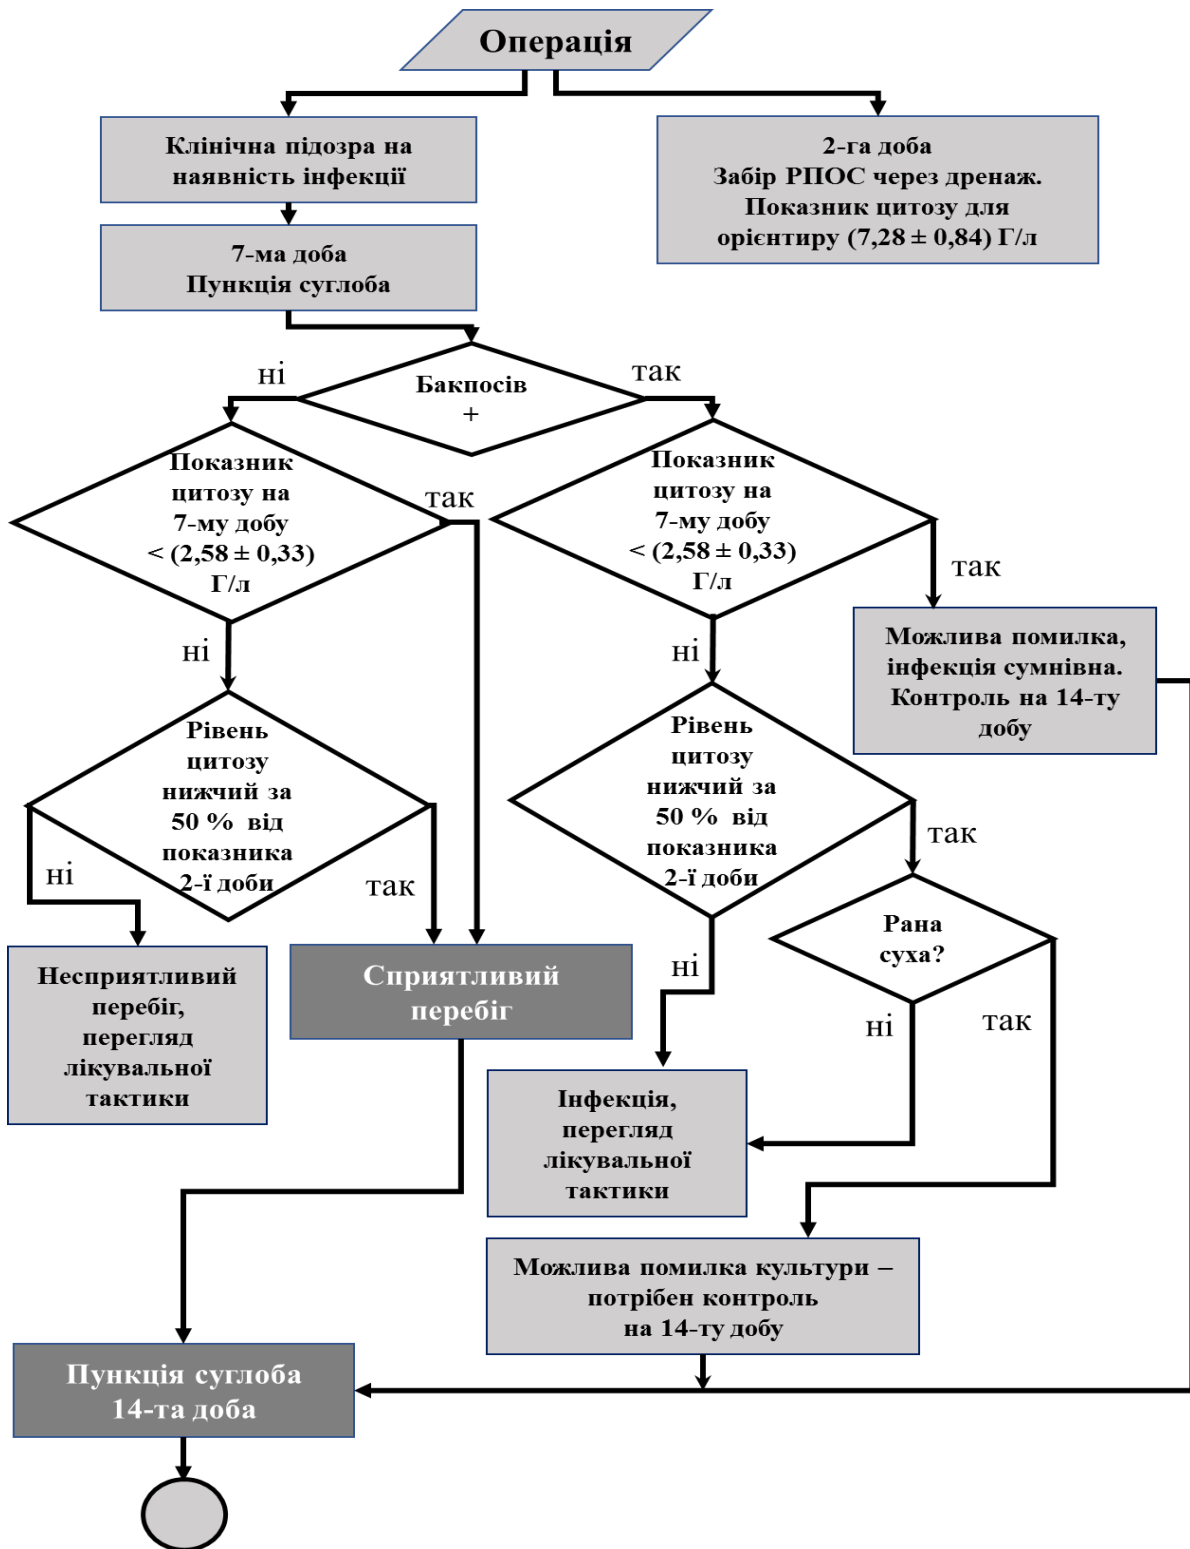 Операція
Клінічна підозра на
наявність інфекції
2-га доба
Забір РПОС через дренаж.
Показник цитозу для
орієнтиру (7,28 ± 0,84) Г/л
7-ма доба
Пункція суглоба
Бакпосів
+
ні
так
Показник
цитозу на
7-му добу
< (2,58 ± 0,33)
Г/л
так
ні
Показник
цитозу на
7-му добу
< (2,58 ± 0,33)
Г/л
так
ні
Можлива помилка,
інфекція сумнівна.
Контроль на 14-ту
добу
Рівень
цитозу
нижчий за
50 % від
показника
2-ї доби
ні
так
Рівень
цитозу
нижчий за
50 % від
показника
2-ї доби
так
ні
Рана
суха?
ні
так
Несприятливий
перебіг,
перегляд
лікувальної
тактики
Сприятливий
перебіг
Інфекція,
перегляд
лікувальної
тактики
Можлива помилка культури –
потрібен контроль
на 14-ту добу
Пункція суглоба
14-та доба